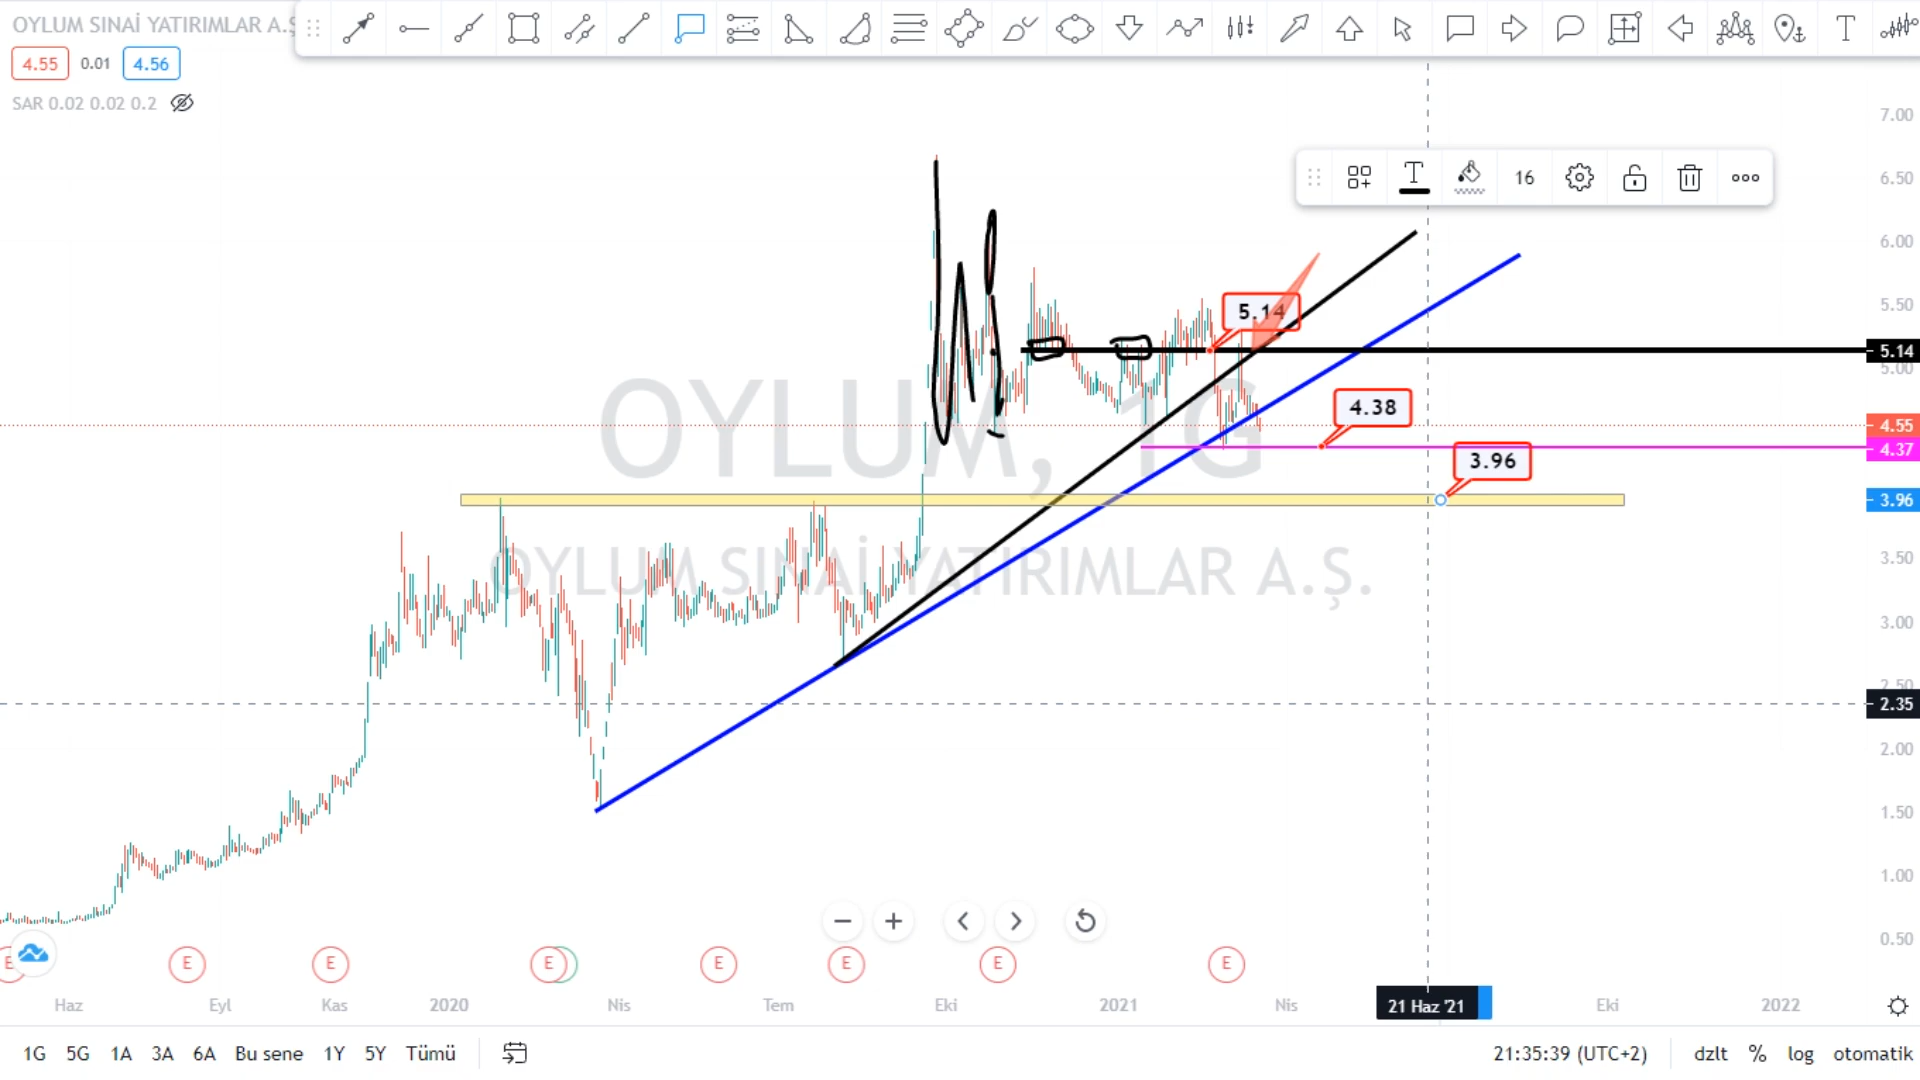 OYLUM SINAİ YATIRIMLAR A.Ş
4.55 0.01 4.56
SAR 0.02 0.02 0.2
16
7.00
6.50
6.00
5.50
5.14
5.14
5.00
4.38
4.55
4.37
OYLUM, 1G
3.96
3.96
OYLUM SINAİ YATIRIMLAR A.Ş.
3.50
3.00
2.50
2.35
2.00
1.50
1.00
0.50
E E E E E E E E
Haz Eyl Kas 2020 Nis Tem Eki 2021 Nis 21 Haz '21 Eki 2022
1G 5G 1A 3A 6A Bu sene 1Y 5Y Tümü 21:35:39 (UTC+2) dzlt % log otomatik